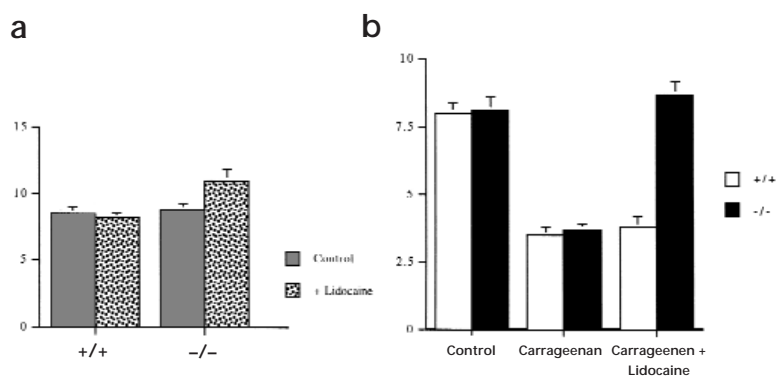 a
15
10
5
0
+/+
−/−
Control
+ Lidocaine
b
10
7.5
5
2.5
0
Control
Carrageenan
Carrageenen +
Lidocaine
+/+
-/-